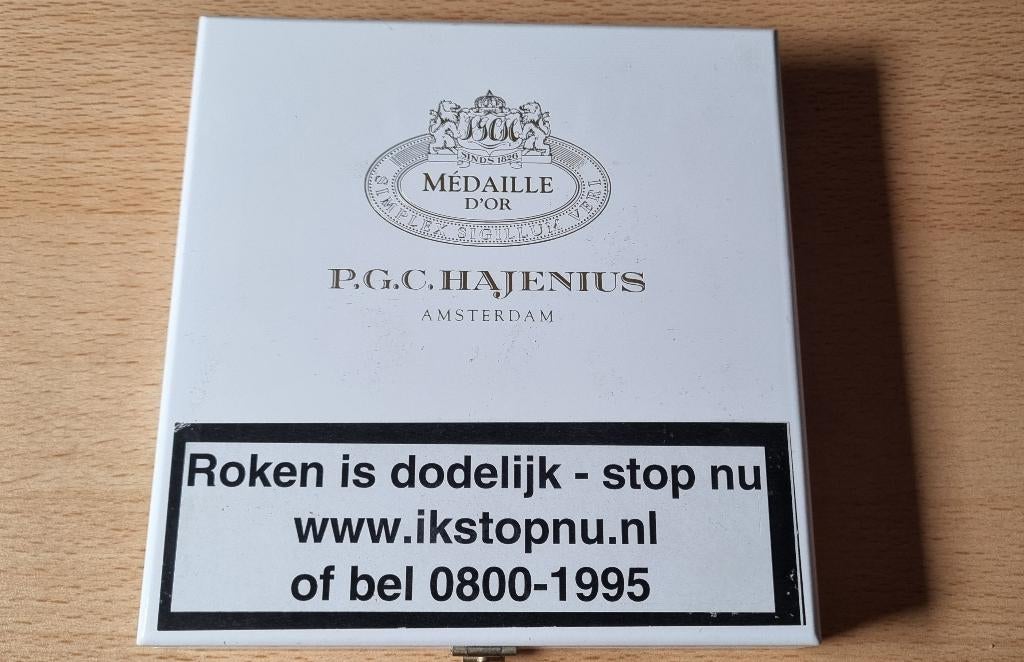 PGCH
SINDS 1826
MÉDAILLE
D'OR
SIMPLEX SIGILLUM VERI
P.G.C. HAJENIUS
AMSTERDAM
Roken is dodelijk - stop nu
www.ikstopnu.nl
of bel 0800-1995